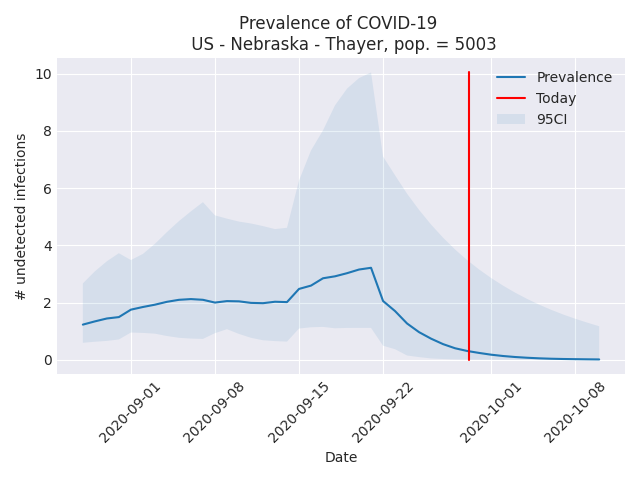 Prevalence of COVID-19
US - Nebraska - Thayer, pop. = 5003
Prevalence
Today
95CI
# undetected infections
10
8
6
4
2
0
2020-09-01
2020-09-08
2020-09-15
2020-09-22
2020-10-01
2020-10-08
Date